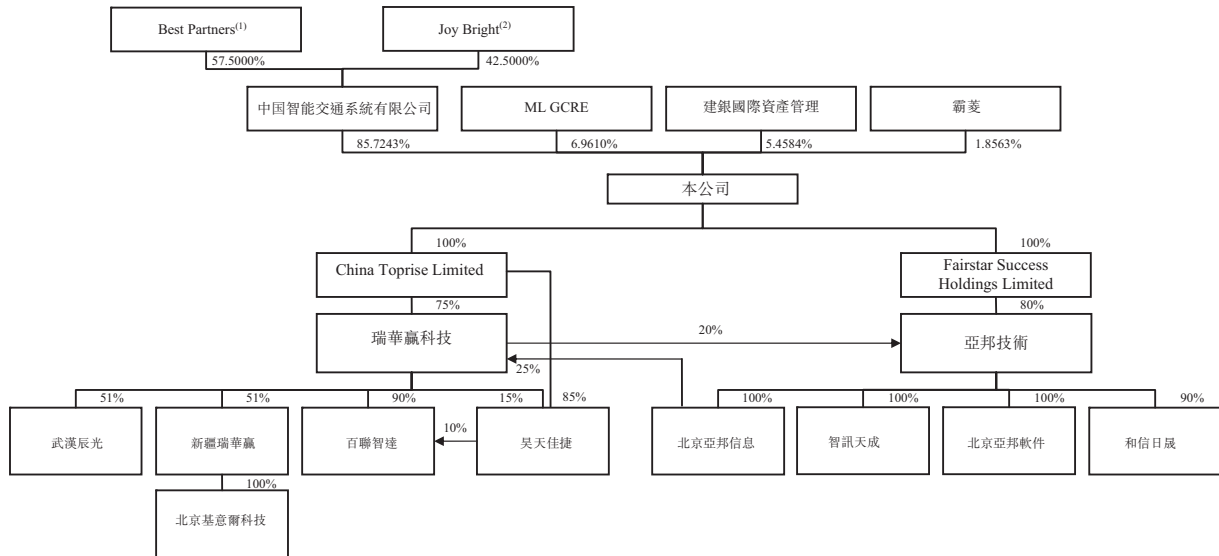 Best Partners(1)
Joy Bright(2)
57.5000%
42.5000%
中国智能交通系統有限公司
ML GCRE
建銀國際資產管理
霸菱
85.7243%
6.9610%
5.4584%
1.8563%
本公司
100%
100%
China Toprise Limited
Fairstar Success
Holdings Limited
75%
80%
瑞華贏科技
20%
亞邦技術
25%
51%
51%
90%
15%
85%
100%
100%
100%
90%
武漢辰光
新疆瑞華贏
百聯智達
10%
昊天佳捷
北京亞邦信息
智訊天成
北京亞邦軟件
和信日晟
100%
北京基意爾科技